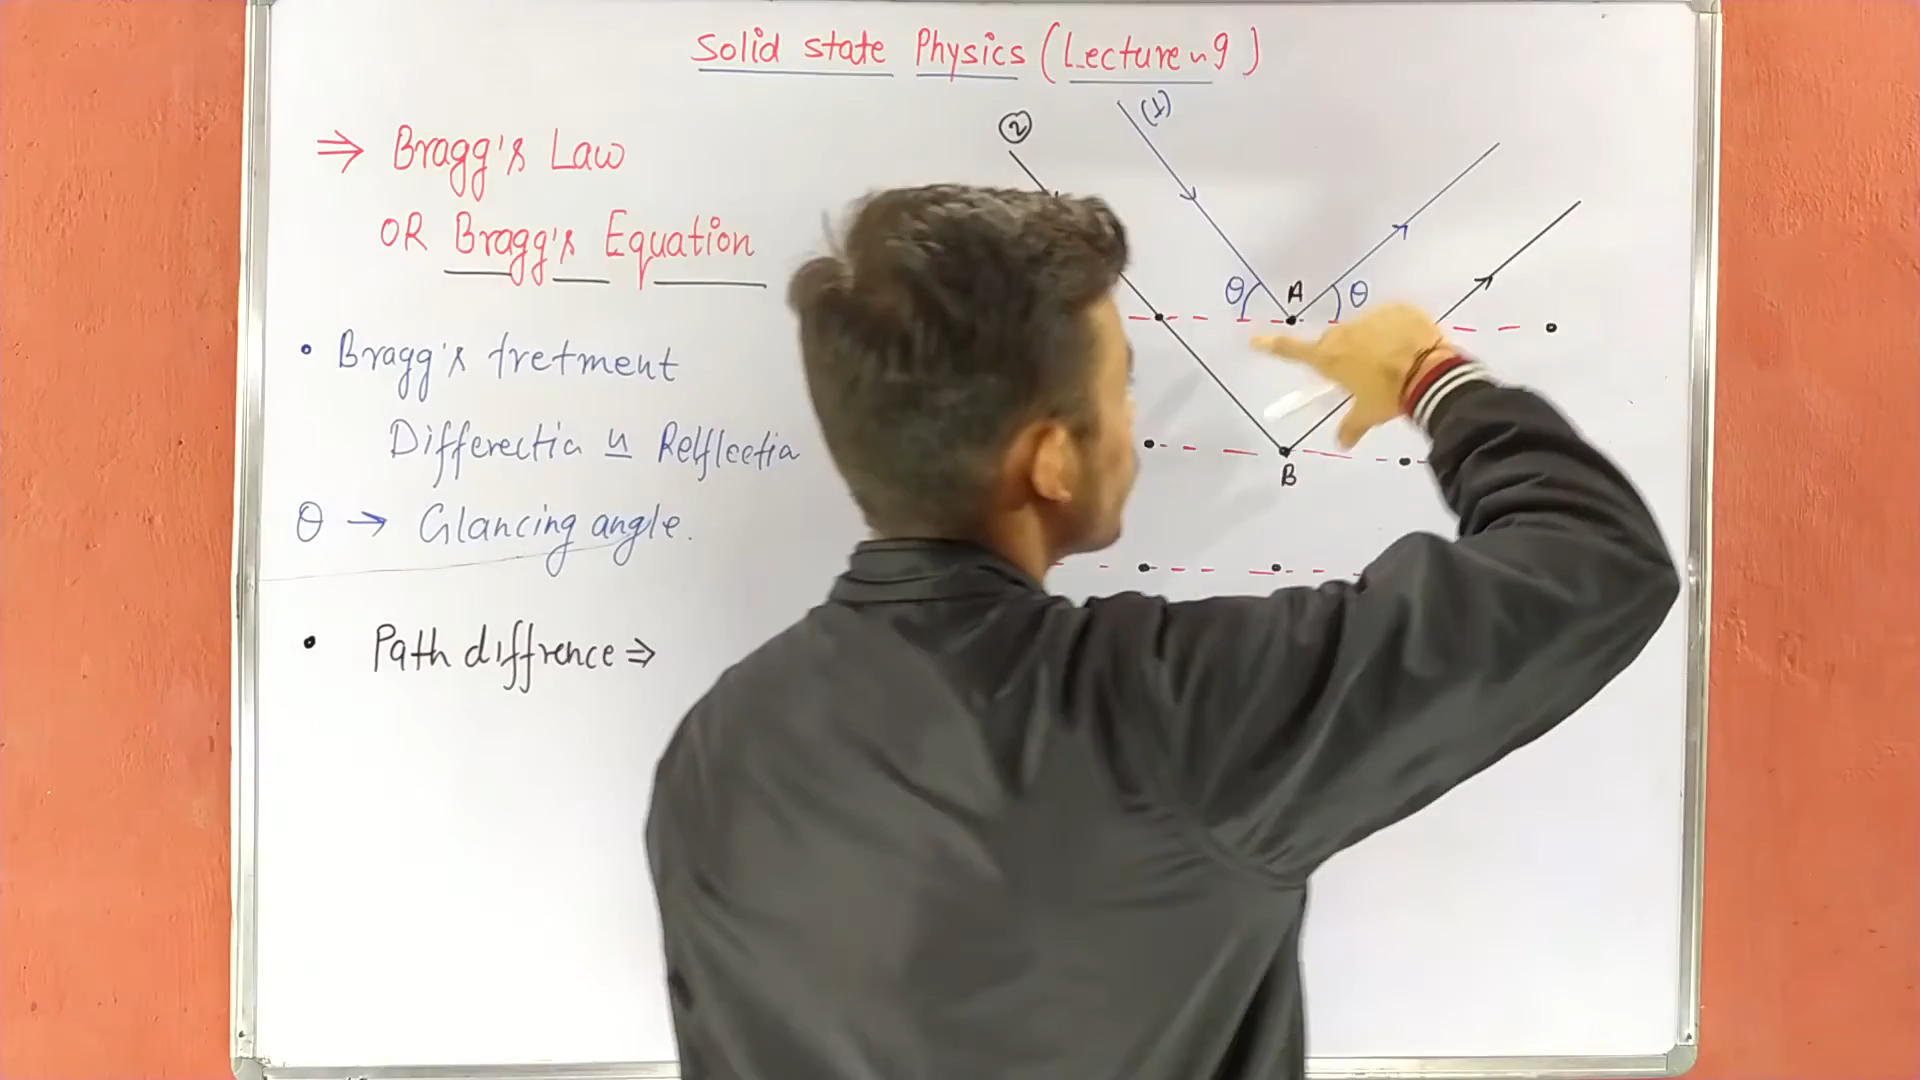 Solid state Physics (Lecture ~ 9)
⇒ Bragg's Law
OR Bragg's Equation
• Bragg's tretment
Differectia u Relflectia
θ → Glancing angle.
• Path diffrence ⇒
②
(1)
θ A θ
B